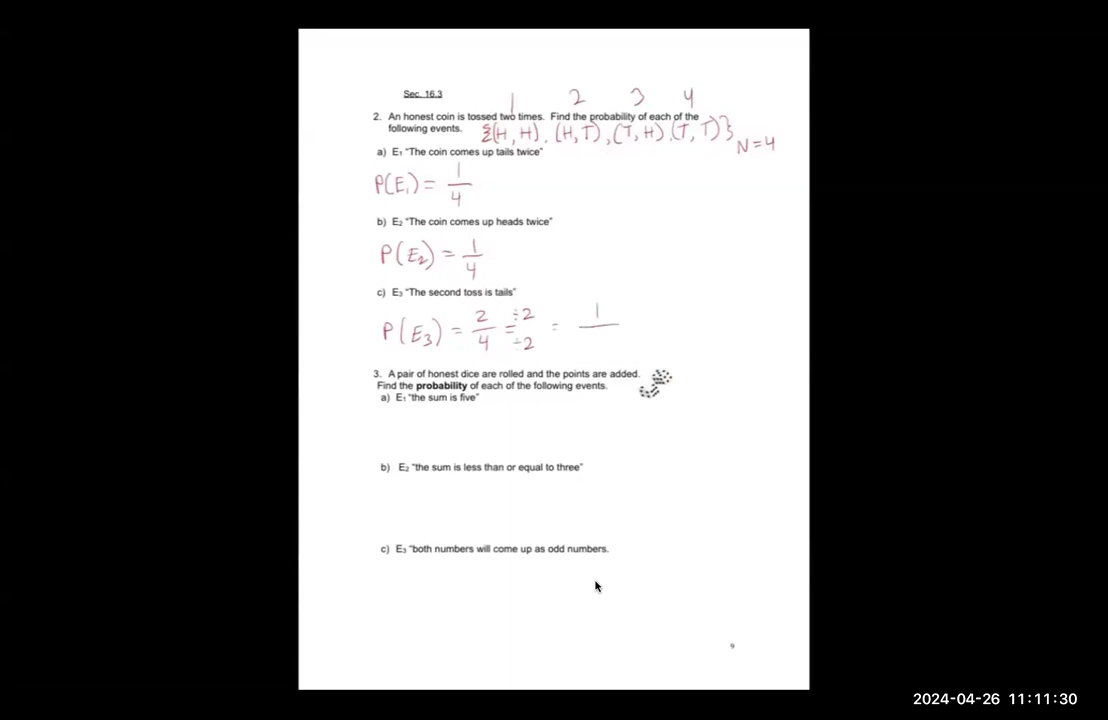 Sec. 16.3
1 2 3 4
2. An honest coin is tossed two times. Find the probability of each of the
following events. {(H, H), (H, T), (T, H) (T, T)}
N=4
a) E₁ "The coin comes up tails twice"
P(E₁) = 1/4
b) E₂ "The coin comes up heads twice"
P(E₂) = 1/4
c) E₃ "The second toss is tails"
P(E₃) = 2/4 = ÷2/÷2 = 1/
3. A pair of honest dice are rolled and the points are added.
Find the probability of each of the following events.
a) E₁ "the sum is five"
b) E₂ "the sum is less than or equal to three"
c) E₃ "both numbers will come up as odd numbers.
9
2024-04-26 11:11:30